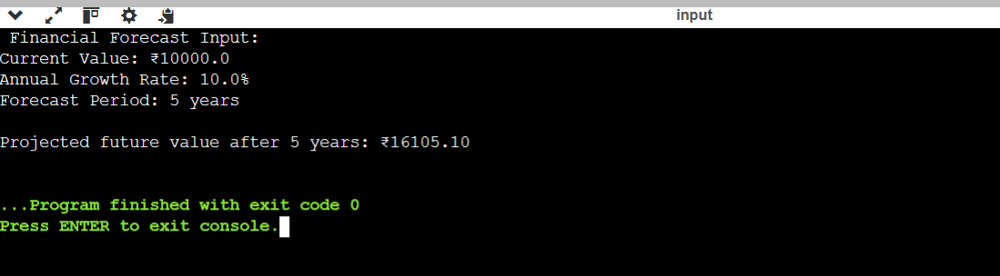 input
Financial Forecast Input:
Current Value: ₹10000.0
Annual Growth Rate: 10.0%
Forecast Period: 5 years
Projected future value after 5 years: ₹16105.10
...Program finished with exit code 0
Press ENTER to exit console.